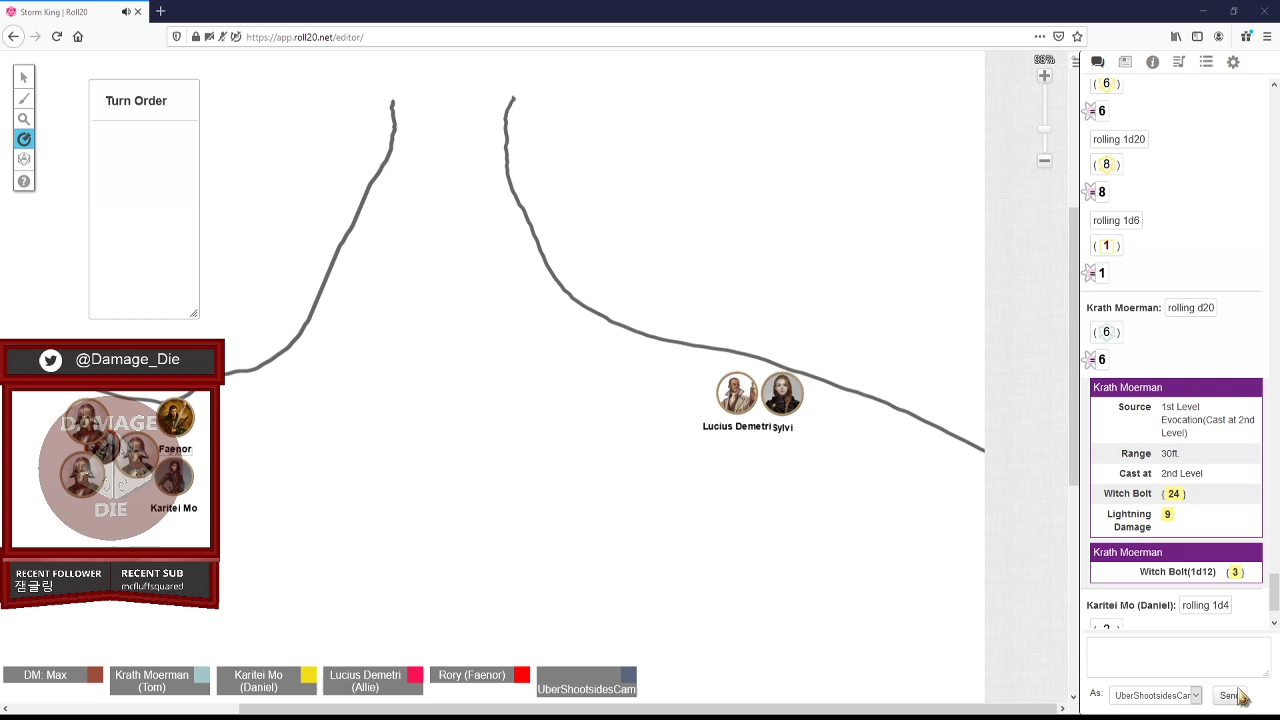 Storm King | Roll20
https://app.roll20.net/editor/
89%
Turn Order
@Damage_Die
DAMAGE
DIE
Faenor
Karitei Mo
RECENT FOLLOWER
잼글링
RECENT SUB
mcfluffsquared
Lucius Demetri
Sylvi
DM: Max
Krath Moerman
(Tom)
Karitei Mo
(Daniel)
Lucius Demetri
(Allie)
Rory (Faenor)
UberShootsidesCam
(6)
= 6
rolling 1d20
(8)
= 8
rolling 1d6
(1)
= 1
Krath Moerman: rolling d20
(6)
= 6
Krath Moerman
Source 1st Level
Evocation(Cast at 2nd
Level)
Range 30ft.
Cast at 2nd Level
Witch Bolt (24)
Lightning 9
Damage
Krath Moerman
Witch Bolt(1d12) (3)
Karitei Mo (Daniel): rolling 1d4
As: UberShootsidesCar
Send